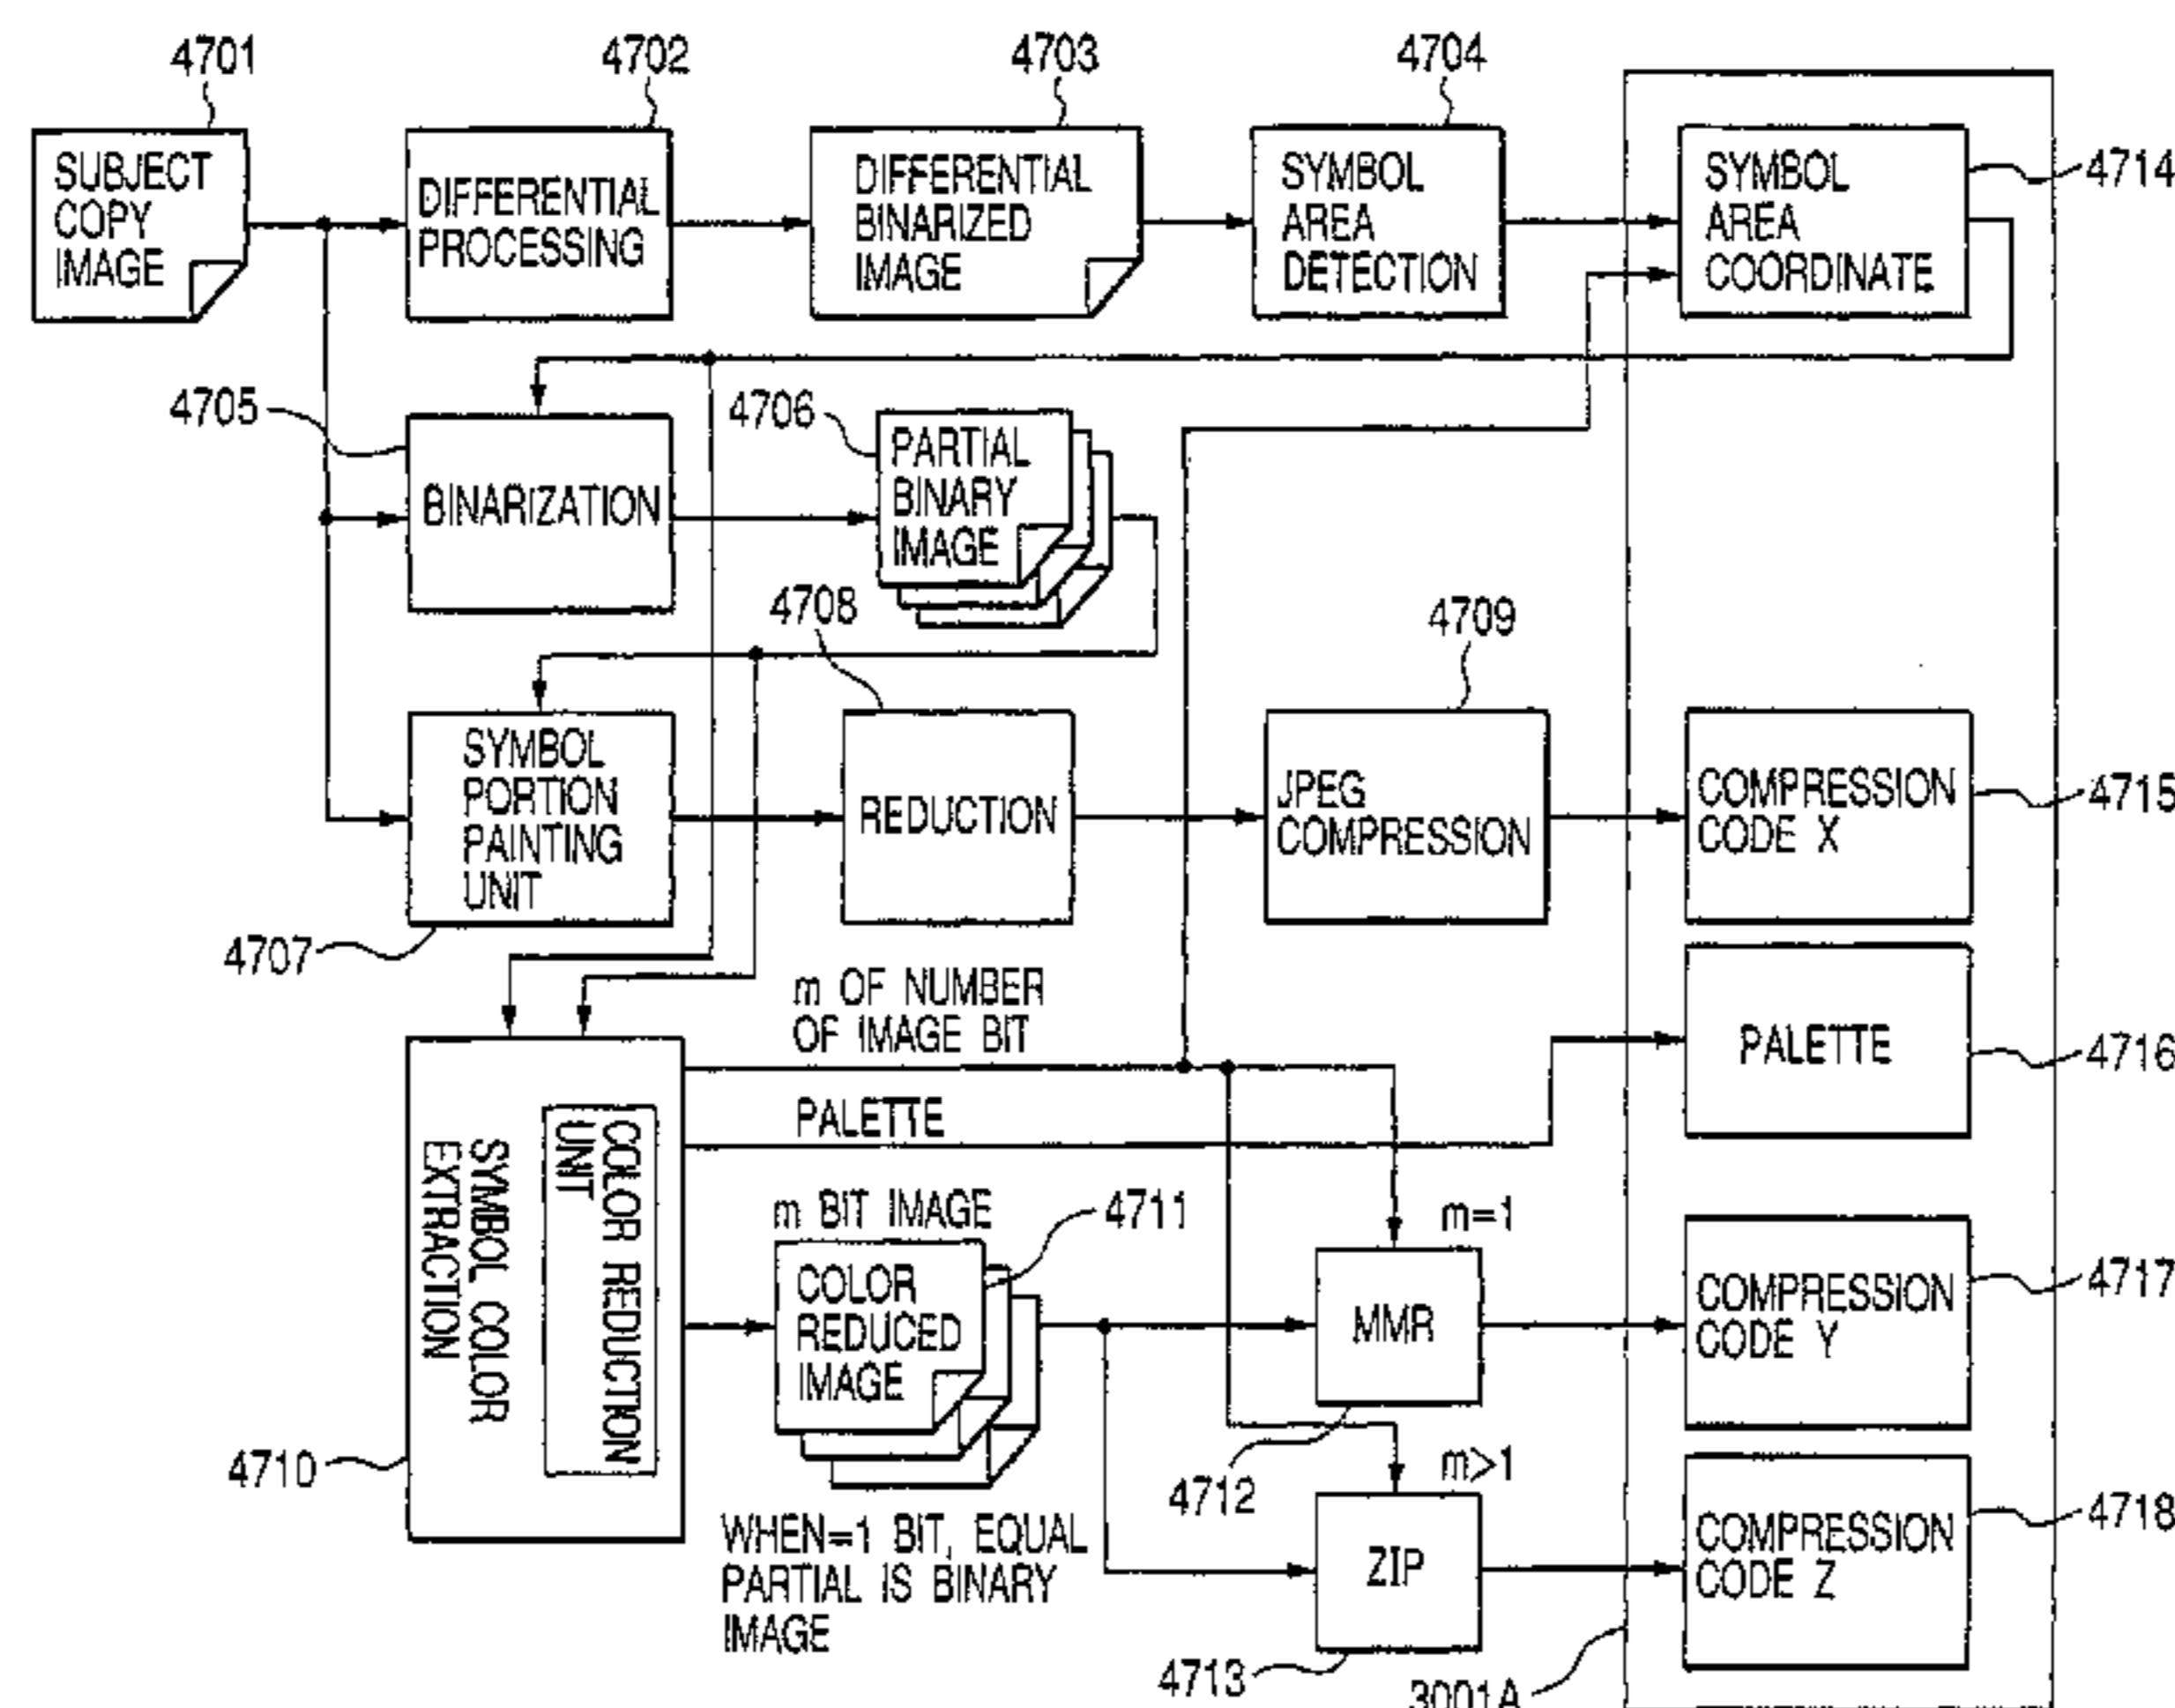 4701
4702
4703
4704
SUBJECT
COPY
IMAGE
DIFFERENTIAL
PROCESSING
DIFFERENTIAL
BINARIZED
IMAGE
SYMBOL
AREA
DETECTION
SYMBOL
AREA
COORDINATE
4714
4705
BINARIZATION
4706
PARTIAL
BINARY
IMAGE
4708
4709
SYMBOL
PORTION
PAINTING
UNIT
4707
REDUCTION
JPEG
COMPRESSION
COMPRESSION
CODE X
4715
m OF NUMBER
OF IMAGE BIT
PALETTE
4716
PALETTE
SYMBOL COLOR
EXTRACTION
COLOR REDUCTION
UNIT
4710
m BIT IMAGE
4711
COLOR
REDUCED
IMAGE
WHEN=1 BIT, EQUAL
PARTIAL IS BINARY
IMAGE
m=1
MMR
4712
COMPRESSION
CODE Y
4717
m>1
ZIP
4713
COMPRESSION
CODE Z
4718
3001A